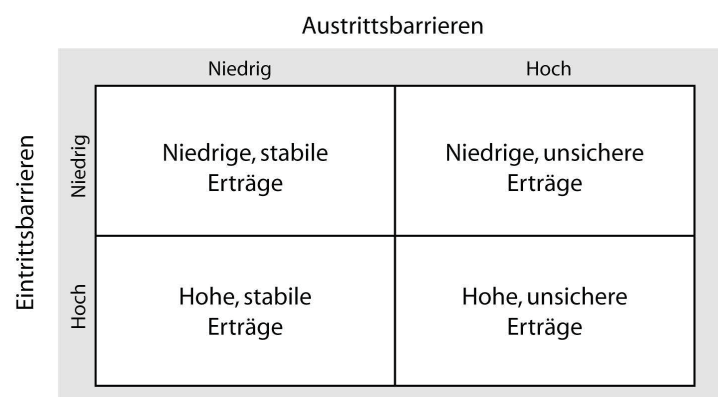 Austrittsbarrieren
Niedrig
Hoch
Eintrittsbarrieren
Niedrig
Niedrige, stabile
Erträge
Niedrige, unsichere
Erträge
Hoch
Hohe, stabile
Erträge
Hohe, unsichere
Erträge